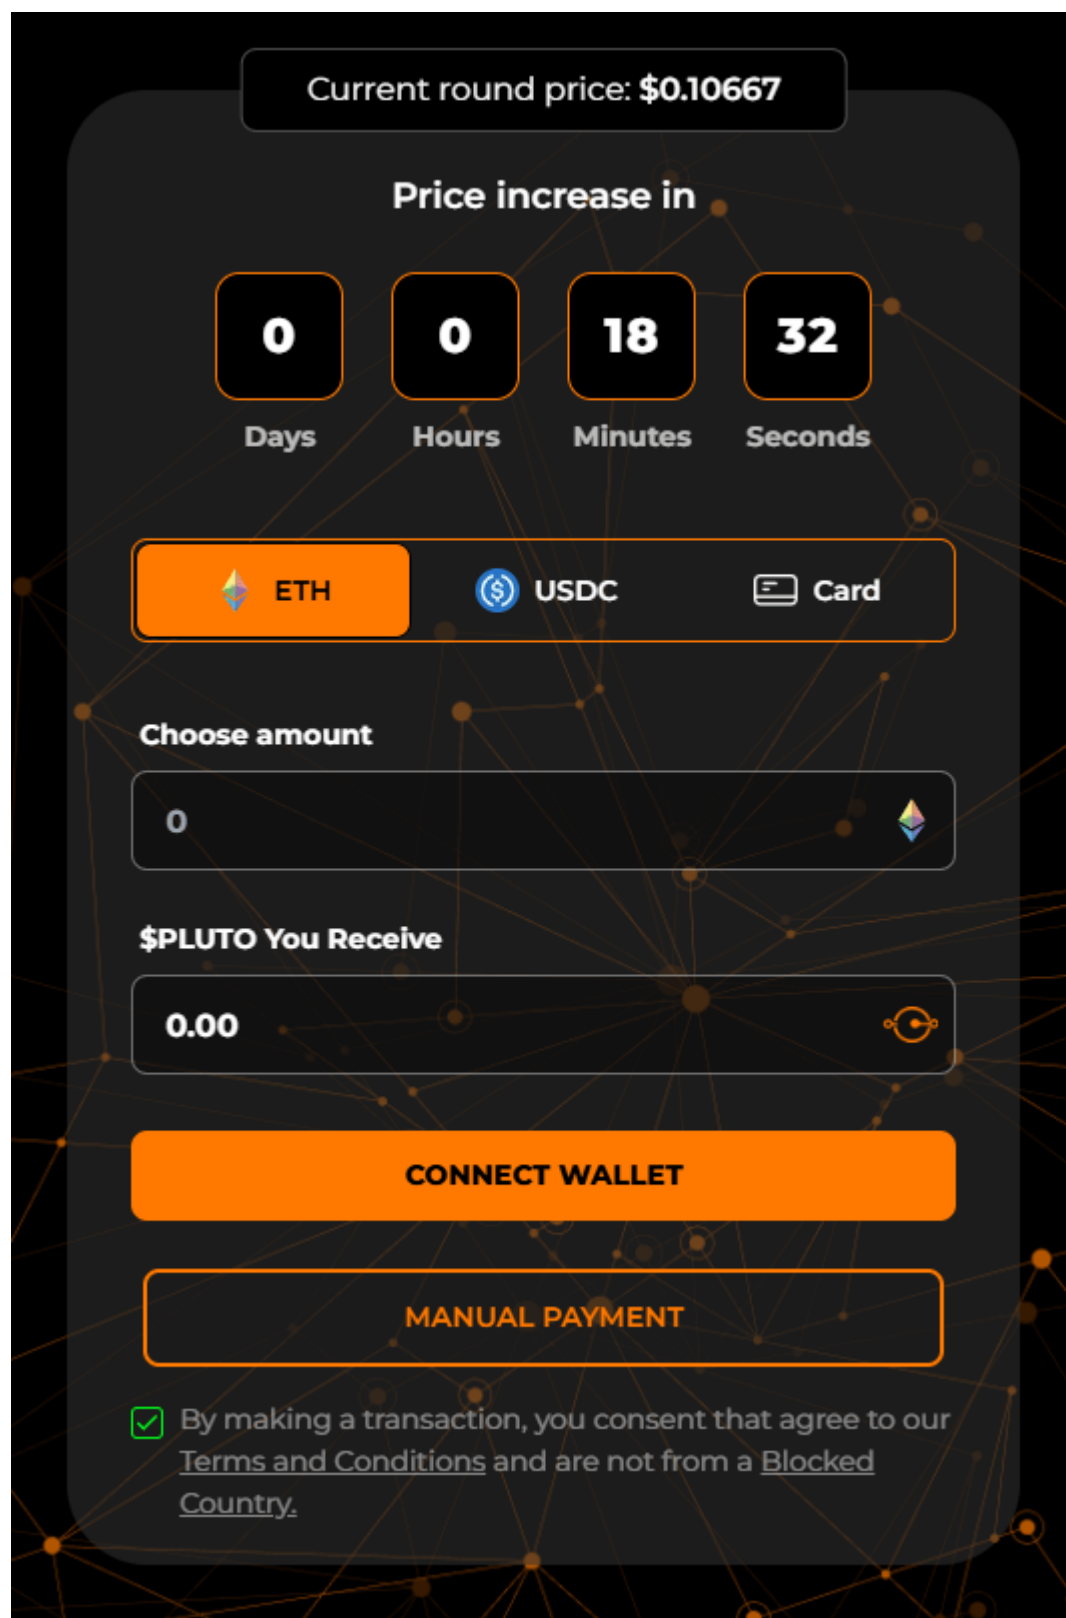 Current round price: $0.10667
Price increase in
0 0 18 32
Days Hours Minutes Seconds
ETH USDC Card
Choose amount
0
$PLUTO You Receive
0.00
CONNECT WALLET
MANUAL PAYMENT
By making a transaction, you consent that agree to our
Terms and Conditions and are not from a Blocked
Country.